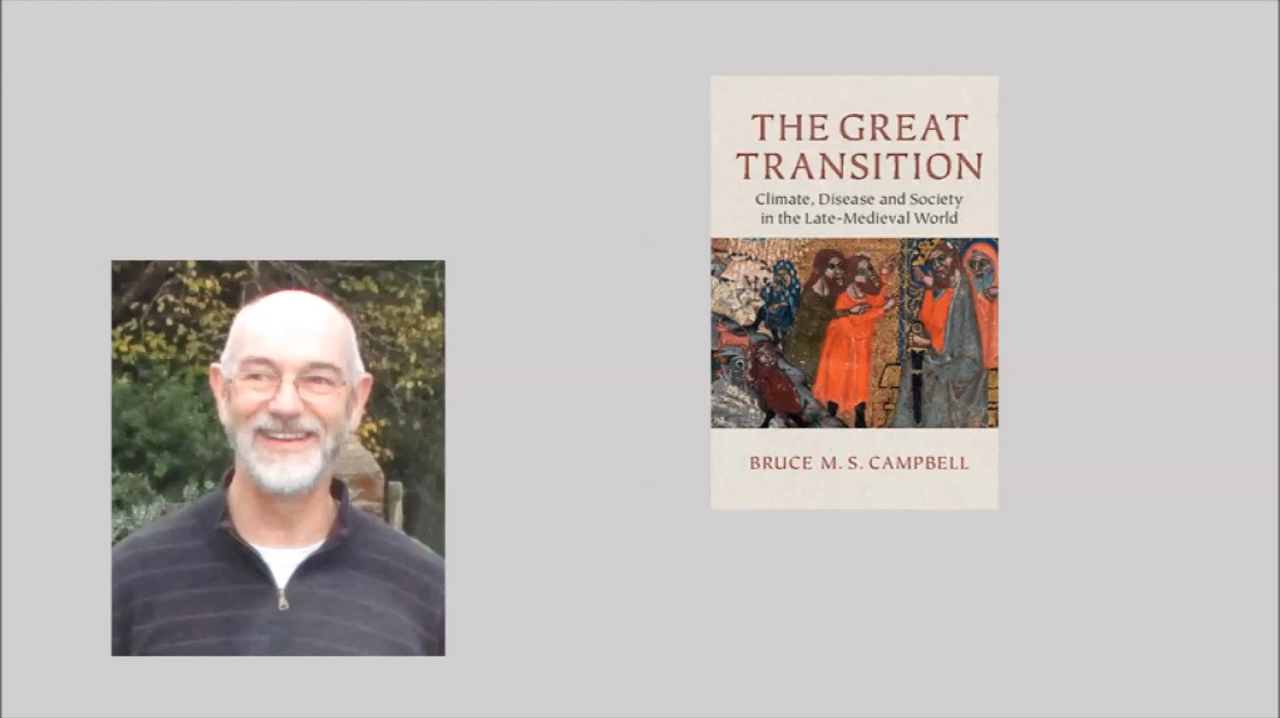 THE GREAT
TRANSITION
Climate, Disease and Society
in the Late-Medieval World
BRUCE M. S. CAMPBELL